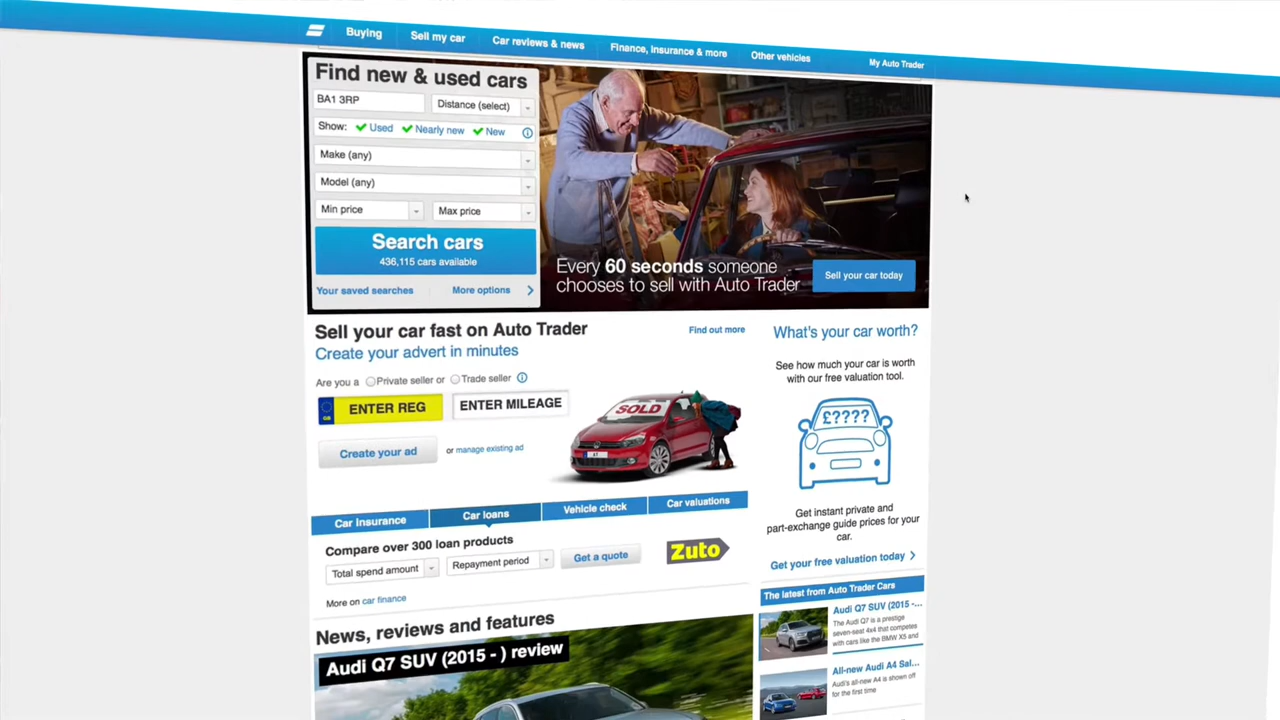 Buying
Sell my car
Car reviews & news
Finance, insurance & more
Other vehicles
My Auto Trader
Find new & used cars
BA1 3RP
Distance (select)
Show: Used Nearly new New
Make (any)
Model (any)
Min price
Max price
Search cars
436,115 cars available
Your saved searches
More options
Every 60 seconds someone
chooses to sell with Auto Trader
Sell your car today
Sell your car fast on Auto Trader
Find out more
Create your advert in minutes
Are you a Private seller or Trade seller
ENTER REG
ENTER MILEAGE
Create your ad
or manage existing ad
SOLD
What's your car worth?
See how much your car is worth
with our free valuation tool.
£????
Get instant private and
part-exchange guide prices for your
car.
Get your free valuation today
Car insurance
Car loans
Vehicle check
Car valuations
Compare over 300 loan products
Total spend amount
Repayment period
Get a quote
Zuto
More on car finance
The latest from Auto Trader Cars
Audi Q7 SUV (2015 -...
The Audi Q7 is a prestige
seven-seat 4x4 that competes
with cars like the BMW X5 and
All-new Audi A4 Sal...
Audi's all-new A4 is shown off
for the first time
News, reviews and features
Audi Q7 SUV (2015 - ) review